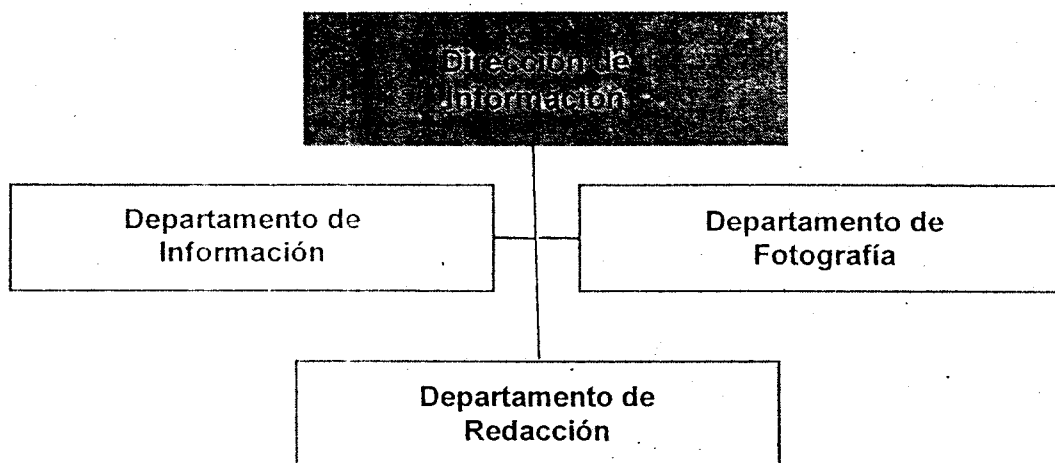 Dirección de
Información
Departamento de
Información
Departamento de
Fotografía
Departamento de
Redacción